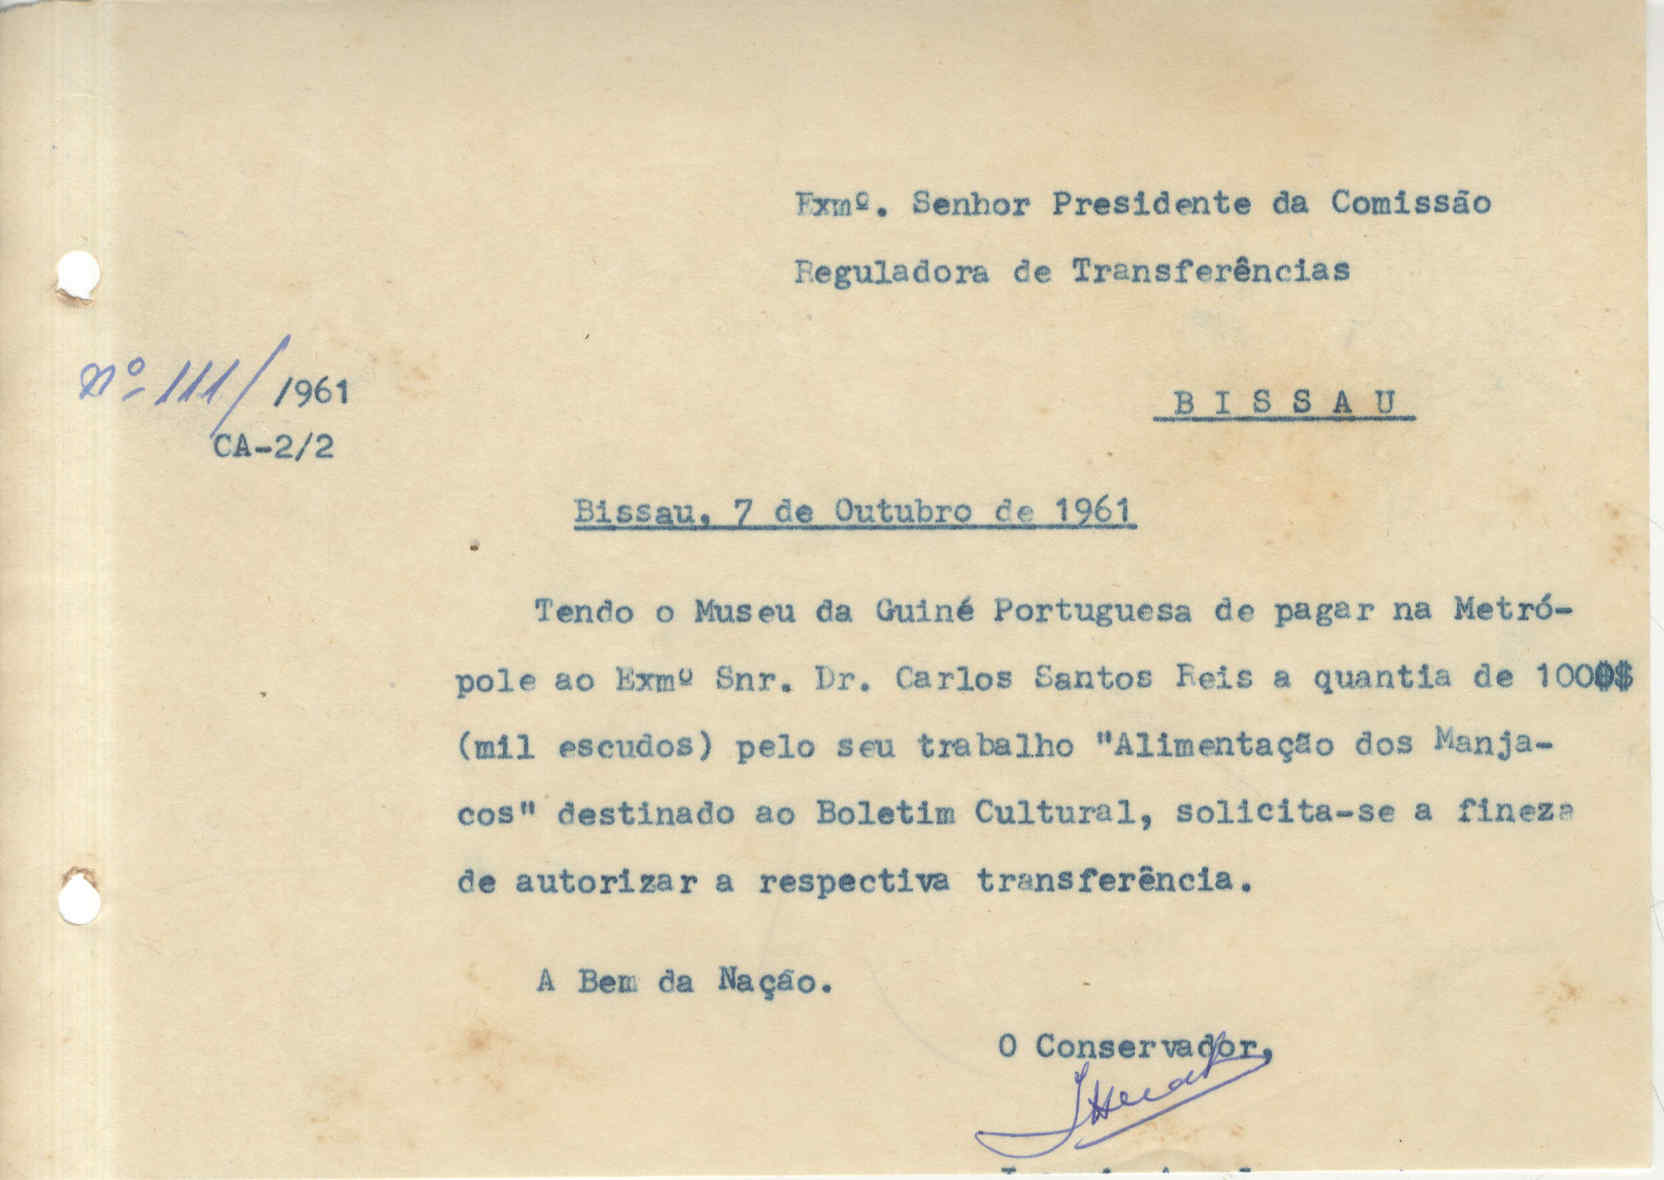 Exmº. Senhor Presidente da Comissão
Reguladora de Transferências
Nº 111/ /961
CA-2/2
BISSAU
Bissau, 7 de Outubro de 1961
Tendo o Museu da Guiné Portuguesa de pagar na Metró-
pole ao Exmº Snr. Dr. Carlos Santos Reis a quantia de 1000$
(mil escudos) pelo seu trabalho "Alimentação dos Manja-
cos" destinado ao Boletim Cultural, solicita-se a fineza
de autorizar a respectiva transferência.
A Bem da Nação.
O Conservador,